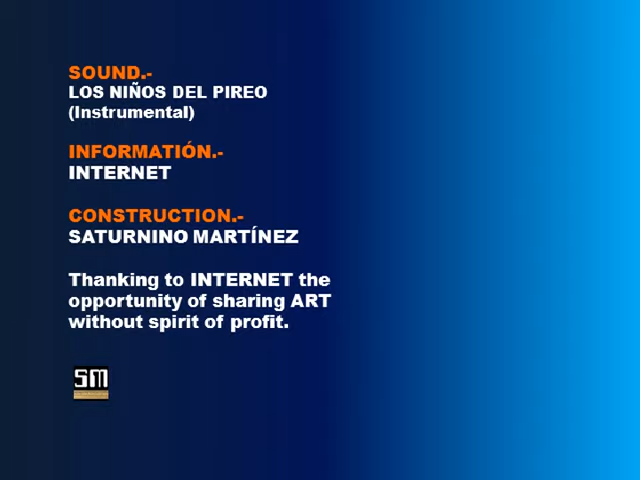 SOUND.-
LOS NIÑOS DEL PIREO
(Instrumental)
INFORMATIÓN.-
INTERNET
CONSTRUCTION.-
SATURNINO MARTÍNEZ
Thanking to INTERNET the
opportunity of sharing ART
without spirit of profit.
SM